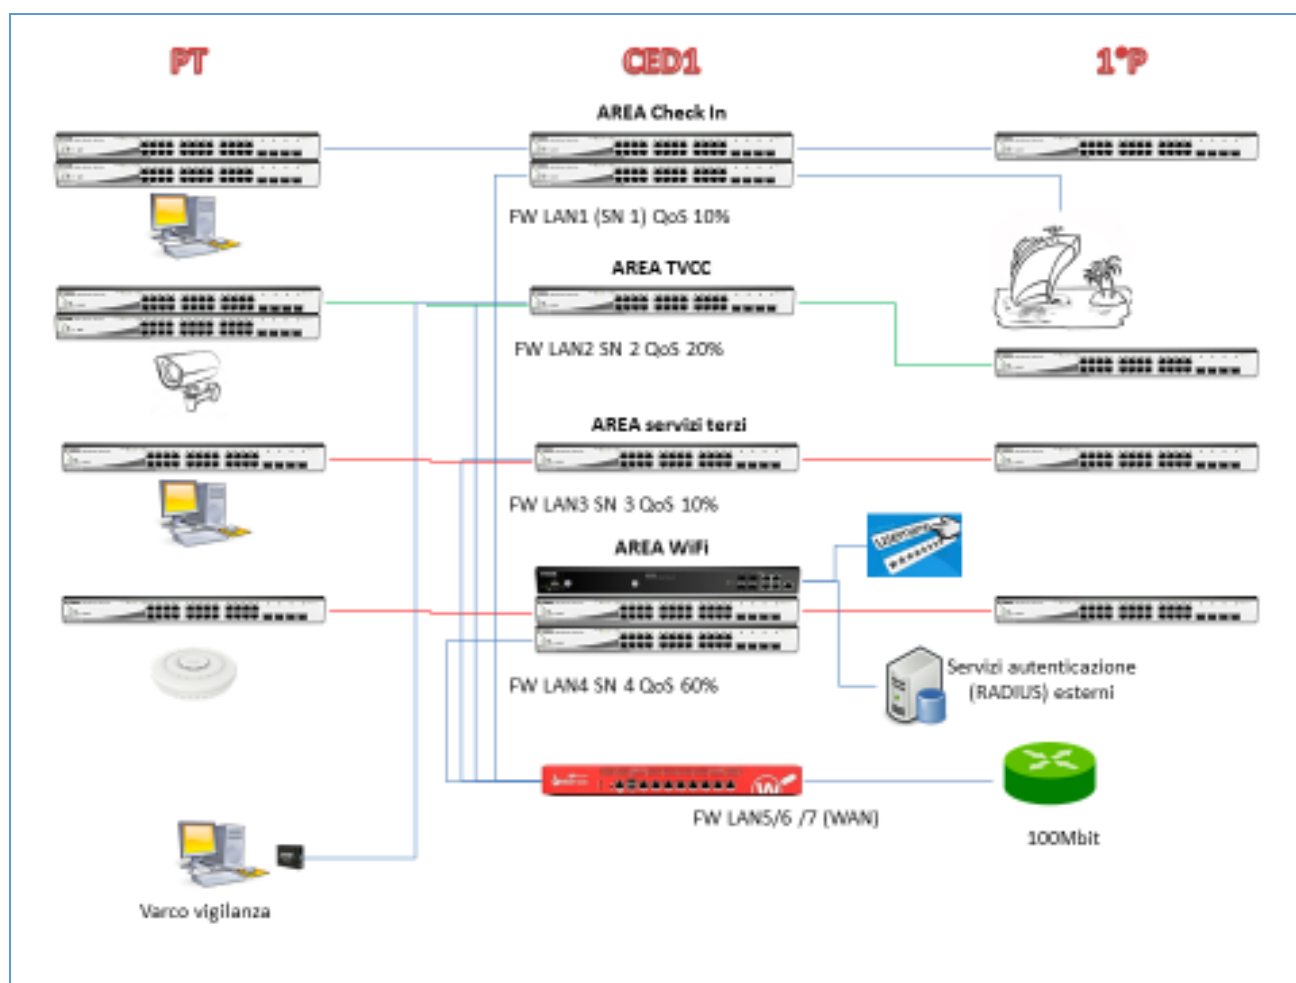 PT
CED1
1°P
AREA Check In
FW LAN1 (SN 1) QoS 10%
AREA TVCC
FW LAN2 SN 2 QoS 20%
AREA servizi terzi
FW LAN3 SN 3 QoS 10%
AREA WiFi
Username
********
FW LAN4 SN 4 QoS 60%
Servizi autenticazione
(RADIUS) esterni
FW LAN5/6 /7 (WAN)
100Mbit
Varco vigilanza